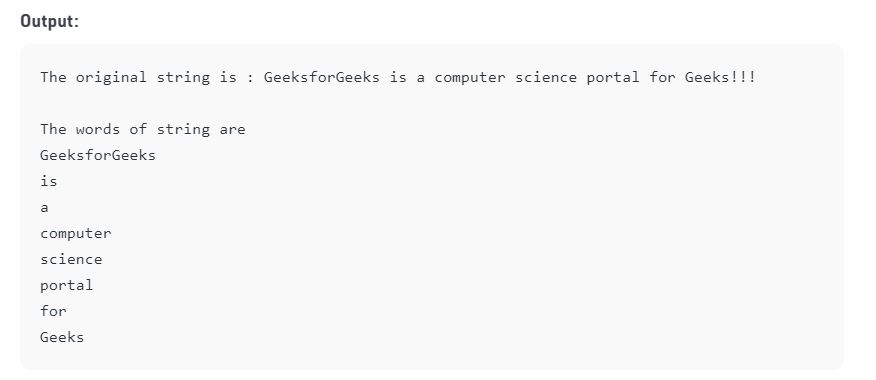 Output:
The original string is : GeeksforGeeks is a computer science portal for Geeks!!!
The words of string are
GeeksforGeeks
is
a
computer
science
portal
for
Geeks